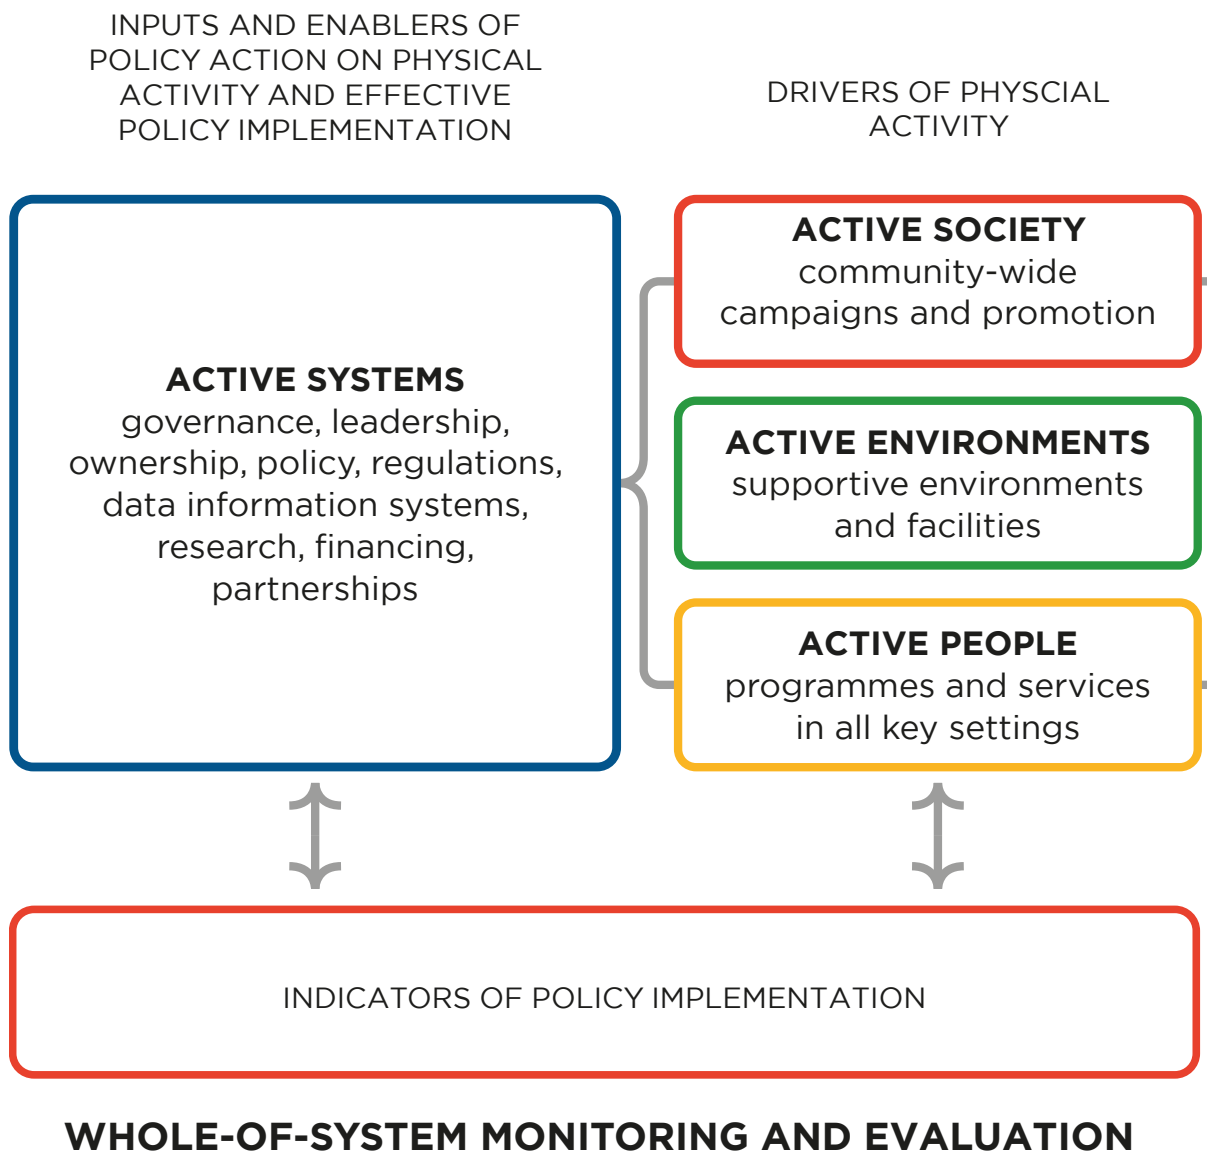 INPUTS AND ENABLERS OF
POLICY ACTION ON PHYSICAL
ACTIVITY AND EFFECTIVE
POLICY IMPLEMENTATION
DRIVERS OF PHYSCIAL
ACTIVITY
ACTIVE SYSTEMS
governance, leadership,
ownership, policy, regulations,
data information systems,
research, financing,
partnerships
ACTIVE SOCIETY
community-wide
campaigns and promotion
ACTIVE ENVIRONMENTS
supportive environments
and facilities
ACTIVE PEOPLE
programmes and services
in all key settings
INDICATORS OF POLICY IMPLEMENTATION
WHOLE-OF-SYSTEM MONITORING AND EVALUATION